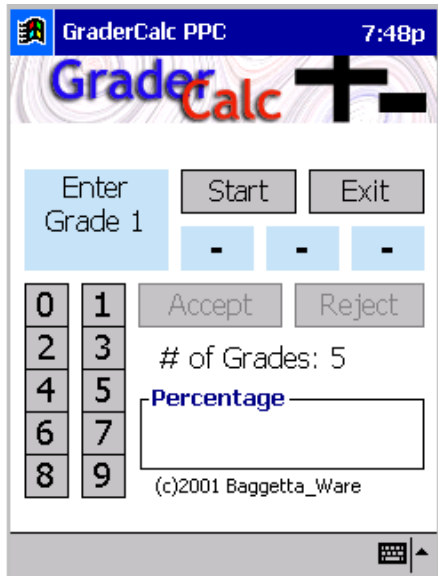 GraderCalc PPC 7:48p
Grader Calc +-
Enter
Grade 1
Start Exit
- - -
0 1 Accept Reject
2 3 # of Grades: 5
4 5 Percentage
6 7
8 9 (c)2001 Baggetta_Ware